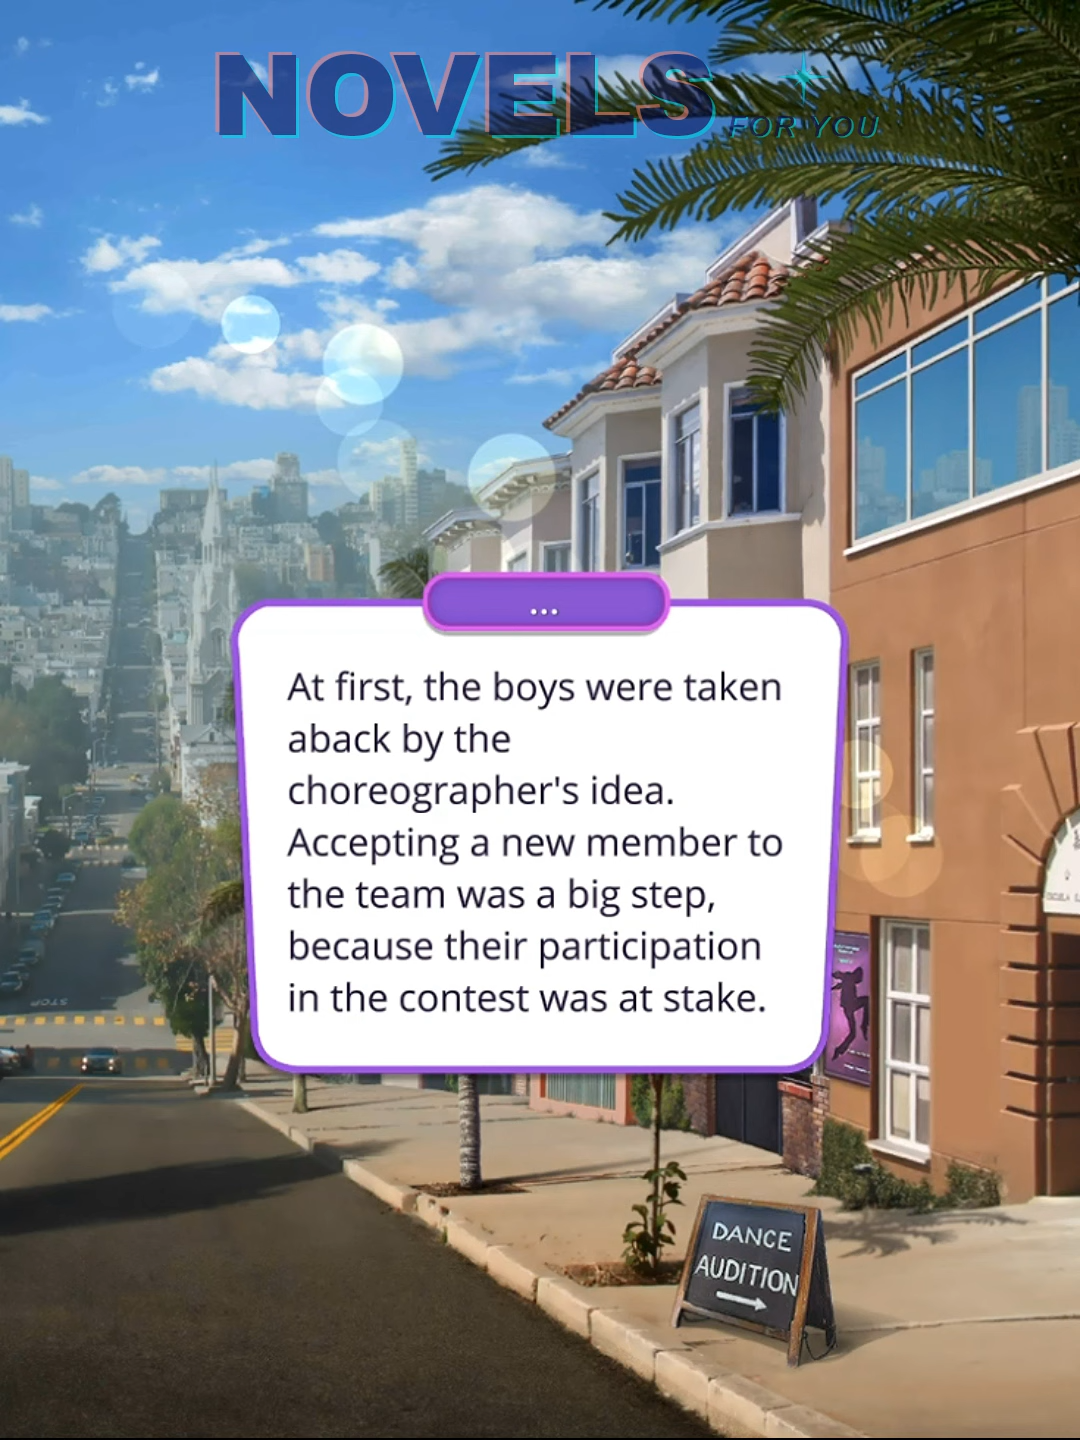 NOVELS
FOR YOU
...
At first, the boys were taken
aback by the
choreographer's idea.
Accepting a new member to
the team was a big step,
because their participation
in the contest was at stake.
STOP
DANCE
AUDITION